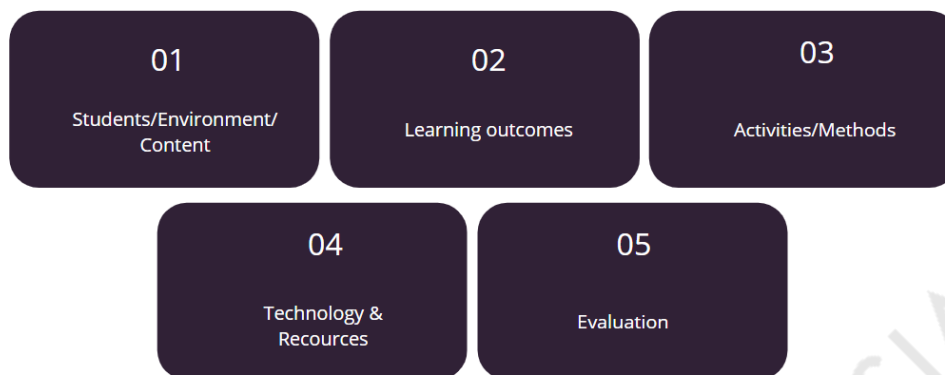 01
Students/Environment/
Content
02
Learning outcomes
03
Activities/Methods
04
Technology &
Recources
05
Evaluation